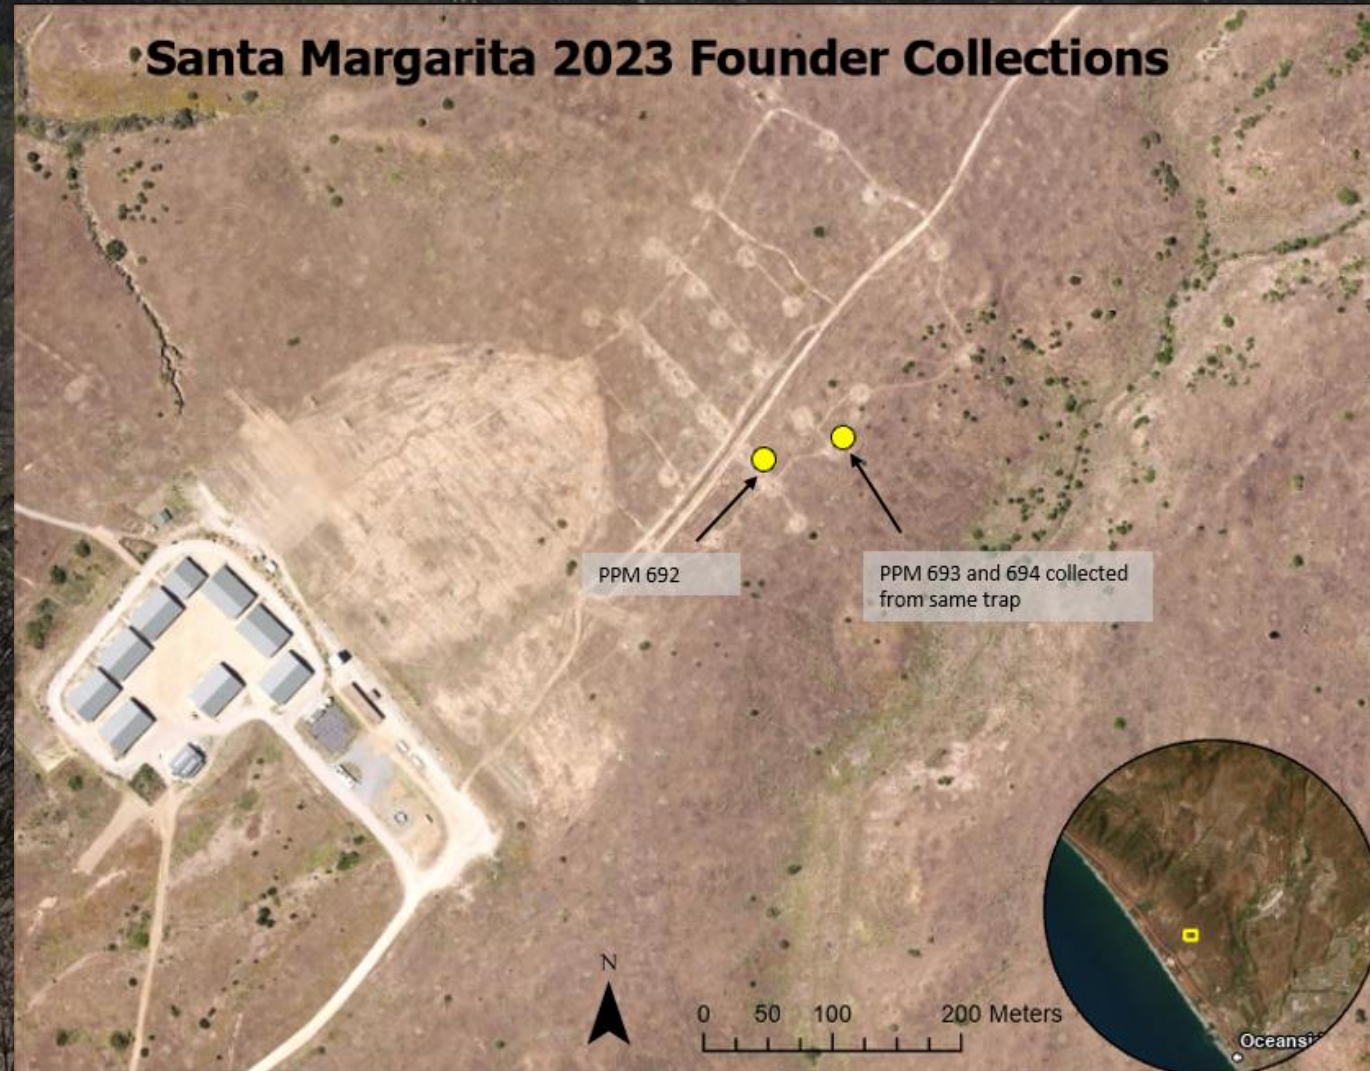 Santa Margarita 2023 Founder Collections
PPM 692
PPM 693 and 694 collected
from same trap
N
0 50 100 200 Meters